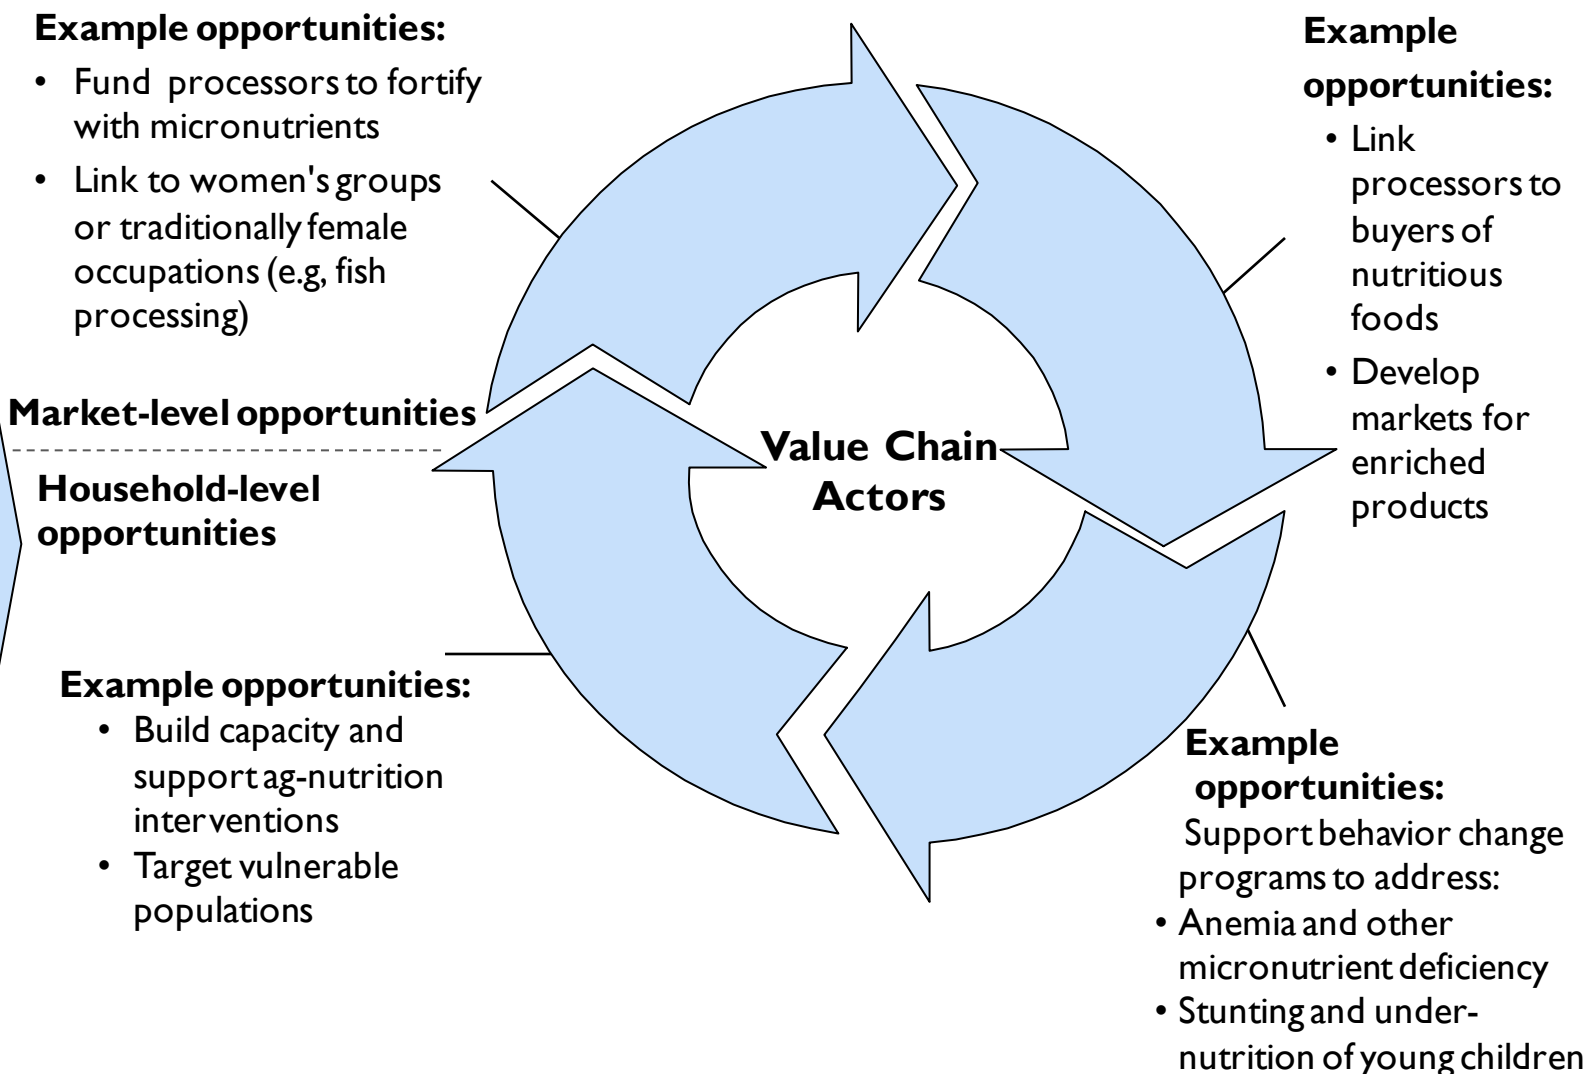 Example opportunities:
• Fund processors to fortify
with micronutrients
• Link to women's groups
or traditionally female
occupations (e.g, fish
processing)
Market-level opportunities
Household-level
opportunities
Example opportunities:
• Build capacity and
support ag-nutrition
interventions
• Target vulnerable
populations
Value Chain
Actors
Example
opportunities:
• Link
processors to
buyers of
nutritious
foods
• Develop
markets for
enriched
products
Example
opportunities:
Support behavior change
programs to address:
• Anemia and other
micronutrient deficiency
• Stunting and under-
nutrition of young children